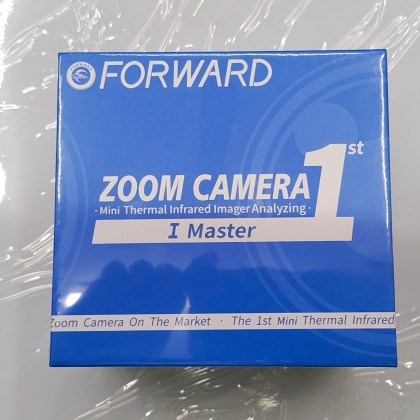 FORWARD
1st
ZOOM CAMERA
·Mini Thermal Infrared Imager Analyzing·
I Master
Zoom Camera On The Market · The 1st Mini Thermal Infrared